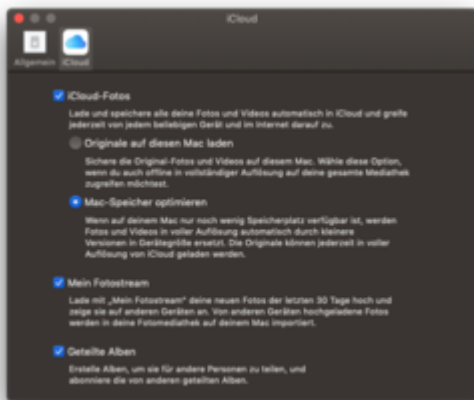 iCloud
Allgemein iCloud
iCloud-Fotos
Lade und speichere alle deine Fotos und Videos automatisch in iCloud und greife
jederzeit von jedem beliebigen Gerät und im Internet darauf zu.
Originale auf diesen Mac laden
Sichere die Original-Fotos und Videos auf diesem Mac. Wähle diese Option,
wenn du auch offline in vollständiger Auflösung auf deine gesamte Mediathek
zugreifen möchtest.
Mac-Speicher optimieren
Wenn auf deinem Mac nur noch wenig Speicherplatz verfügbar ist, werden
Fotos und Videos in voller Auflösung automatisch durch kleinere
Versionen in Gerätegröße ersetzt. Die Originale können jederzeit in voller
Auflösung von iCloud geladen werden.
Mein Fotostream
Lade mit „Mein Fotostream“ deine neuen Fotos der letzten 30 Tage hoch und
zeige sie auf anderen Geräten an. Von anderen Geräten hochgeladene Fotos
werden in deine Fotomediathek auf deinem Mac importiert.
Geteilte Alben
Erstelle Alben, um sie für andere Personen zu teilen, und
abonniere die von anderen geteilten Alben.